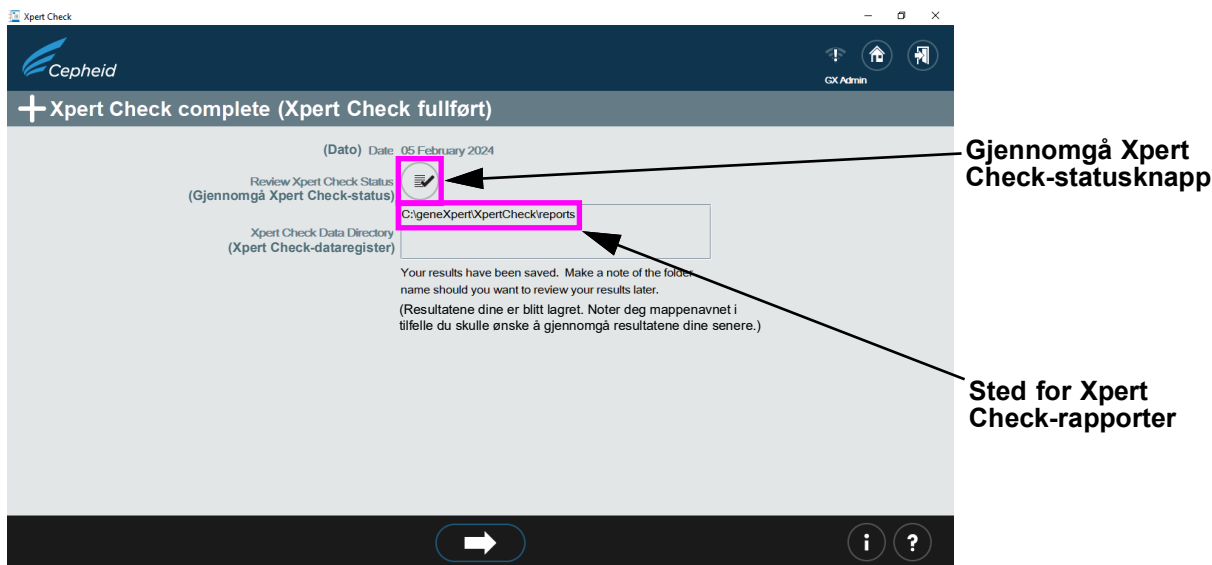 Xpert Check
Cepheid
GX Admin
Xpert Check complete (Xpert Check fullført)
(Dato) Date 05 February 2024
Review Xpert Check Status
(Gjennomgå Xpert Check-status)
C:\geneXpert\XpertCheck\reports
Xpert Check Data Directory
(Xpert Check-dataregister)
Your results have been saved. Make a note of the folder
name should you want to review your results later.
(Resultatene dine er blitt lagret. Noter deg mappenavnet i
tilfelle du skulle ønske å gjennomgå resultatene dine senere.)
Gjennomgå Xpert
Check-statusknapp
Sted for Xpert
Check-rapporter
i ?